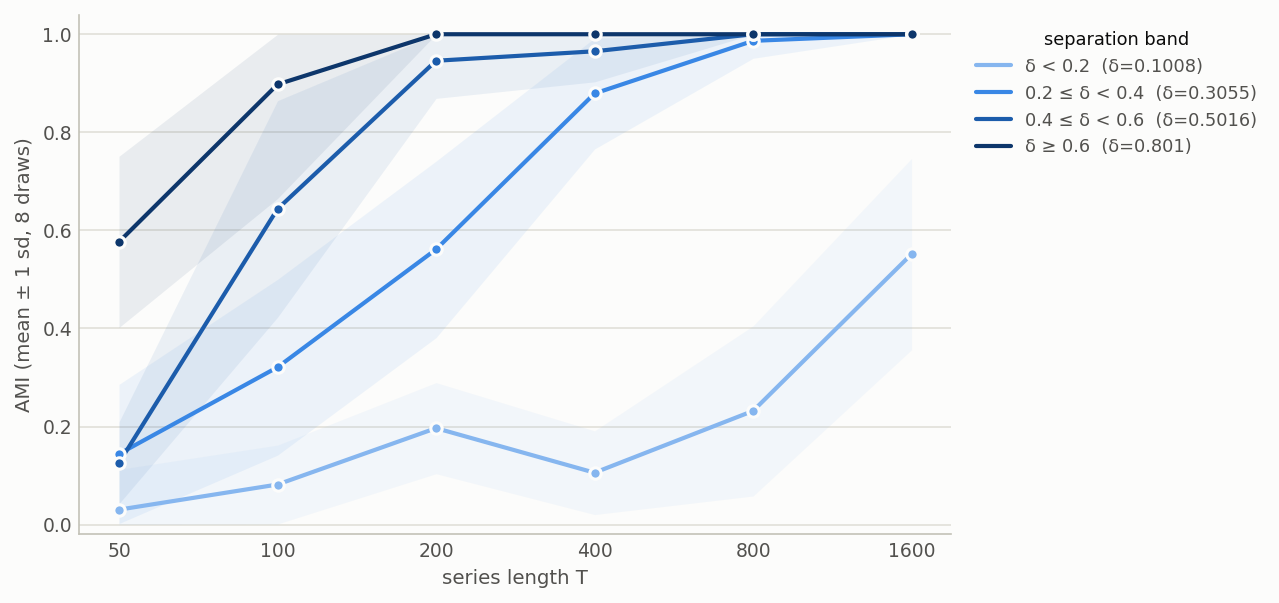 AMI (mean ± 1 sd, 8 draws)
1.0
0.8
0.6
0.4
0.2
0.0
50 100 200 400 800 1600
series length T
separation band
δ < 0.2 (δ=0.1008)
0.2 ≤ δ < 0.4 (δ=0.3055)
0.4 ≤ δ < 0.6 (δ=0.5016)
δ ≥ 0.6 (δ=0.801)